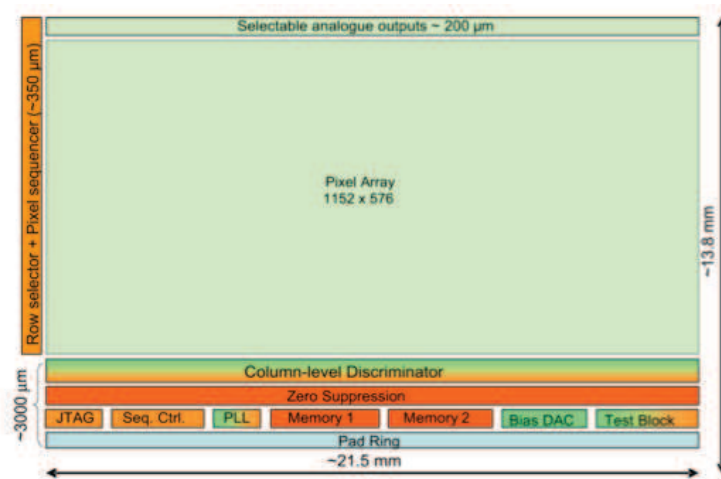 Selectable analogue outputs ~ 200 µm
Row selector + Pixel sequencer (~350 µm)
Pixel Array
1152 x 576
~13.8 mm
~3000 µm
Column-level Discriminator
Zero Suppression
JTAG
Seq. Ctrl.
PLL
Memory 1
Memory 2
Bias DAC
Test Block
Pad Ring
~21.5 mm